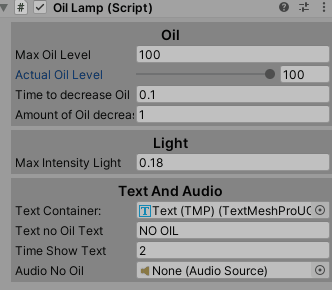 # Oil Lamp (Script)
Oil
Max Oil Level 100
Actual Oil Level 100
Time to decrease Oil 0.1
Amount of Oil decreas 1
Light
Max Intensity Light 0.18
Text And Audio
Text Container: Text (TMP) (TextMeshProUG
Text no Oil Text NO OIL
Time Show Text 2
Audio No Oil None (Audio Source)